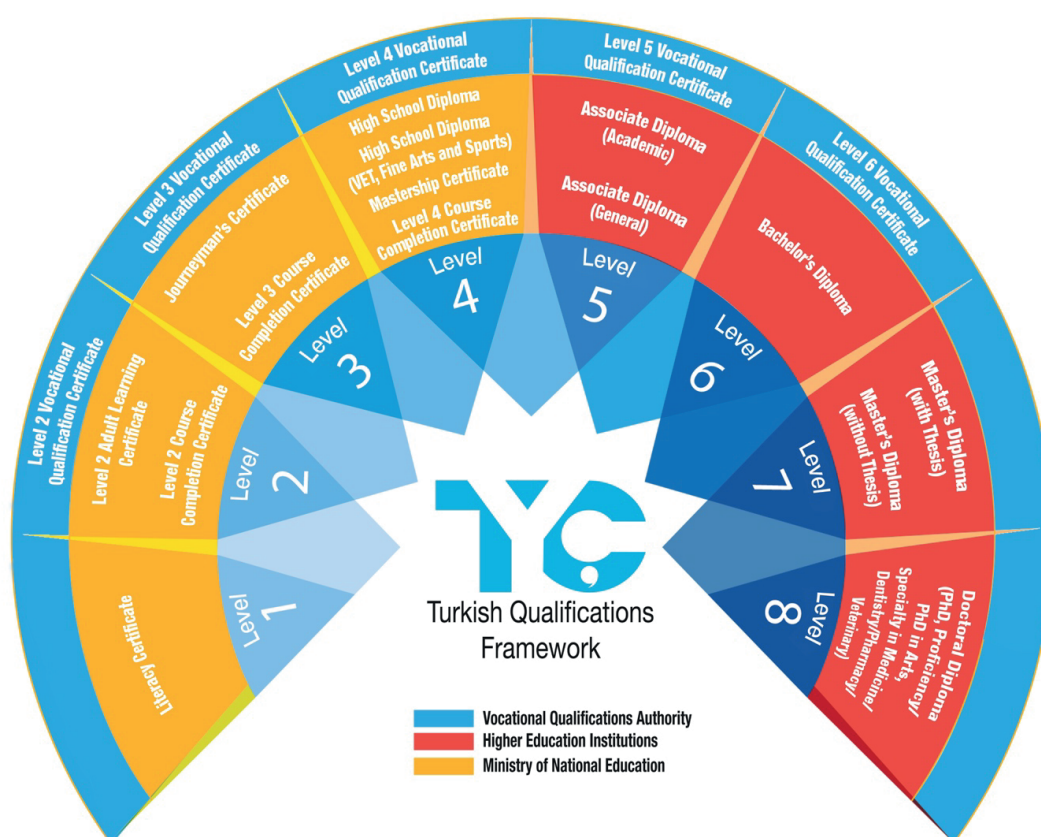 Level 2 Vocational
Qualification Certificate
Level 3 Vocational
Qualification Certificate
Level 4 Vocational
Qualification Certificate
Level 5 Vocational
Qualification Certificate
Level 6 Vocational
Qualification Certificate
Literacy Certificate
Level 2 Adult Learning
Certificate
Level 2 Course
Completion Certificate
Journeyman's Certificate
Level 3 Course
Completion Certificate
High School Diploma
High School Diploma
(VET, Fine Arts and Sports)
Mastership Certificate
Level 4 Course
Completion Certificate
Associate Diploma
(Academic)
Associate Diploma
(General)
Bachelor's Diploma
Master's Diploma
(with Thesis)
Master's Diploma
(without Thesis)
Doctoral Diploma
(PhD, Proficiency/
PhD in Arts,
Specialty in Medicine/
Dentistry/Pharmacy/
Veterinary)
Level
1
Level
2
Level
3
Level
4
Level
5
Level
6
Level
7
Level
8
TYÇ
Turkish Qualifications
Framework
Vocational Qualifications Authority
Higher Education Institutions
Ministry of National Education